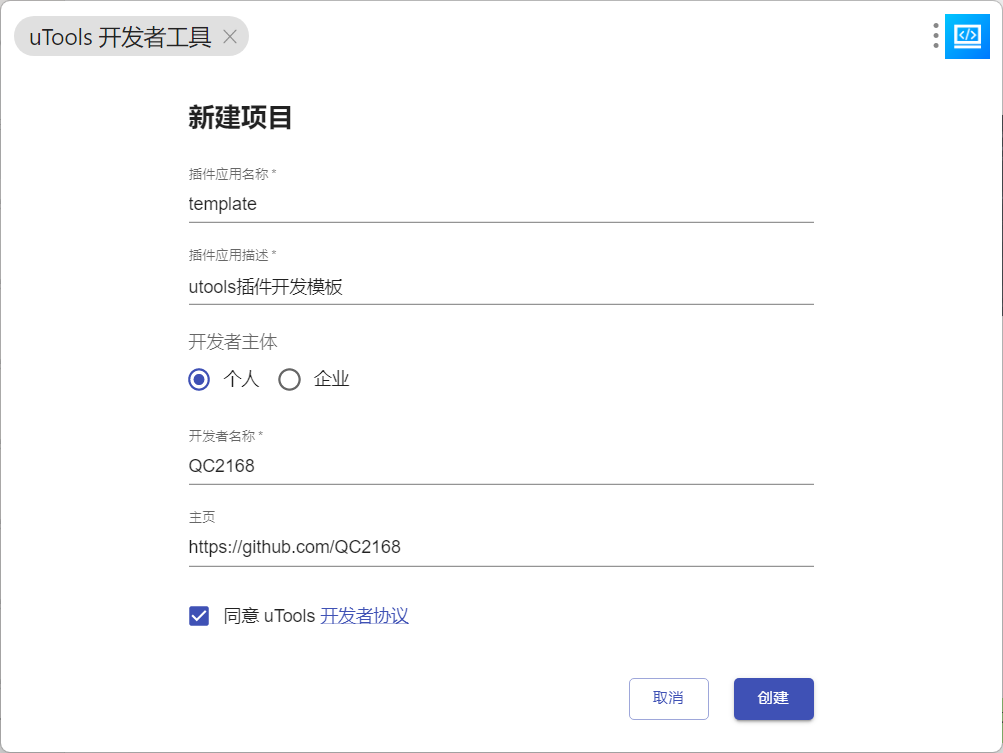 uTools 开发者工具
新建项目
插件应用名称 *
template
插件应用描述 *
utools插件开发模板
开发者主体
个人 企业
开发者名称 *
QC2168
主页
https://github.com/QC2168
同意 uTools 开发者协议
取消 创建